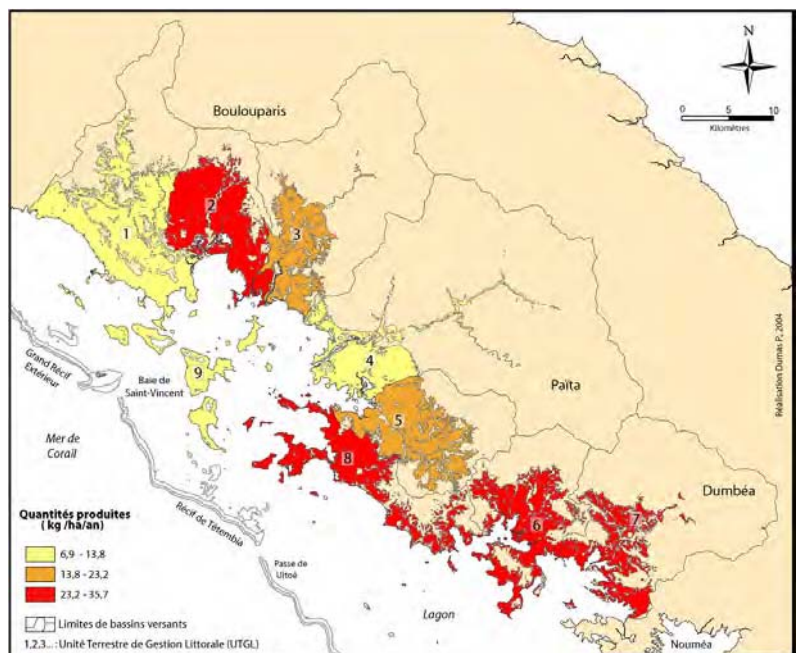 N
0 5 10
Kilomètres
Boulouparis
1
2
3
4
5
6
7
8
9
Grand Récif
Extérieur
Baie de
Saint-Vincent
Mer de
Corail
Païta
Dumbéa
Réalisation Dumas P., 2004
Récif de Tétembia
Passe de
Uitoé
Lagon
Nouméa
Quantités produites
( kg /ha/an)
6,9 - 13,8
13,8 - 23,2
23,2 - 35,7
Limites de bassins versants
1,2,3... : Unité Terrestre de Gestion Littorale (UTGL)